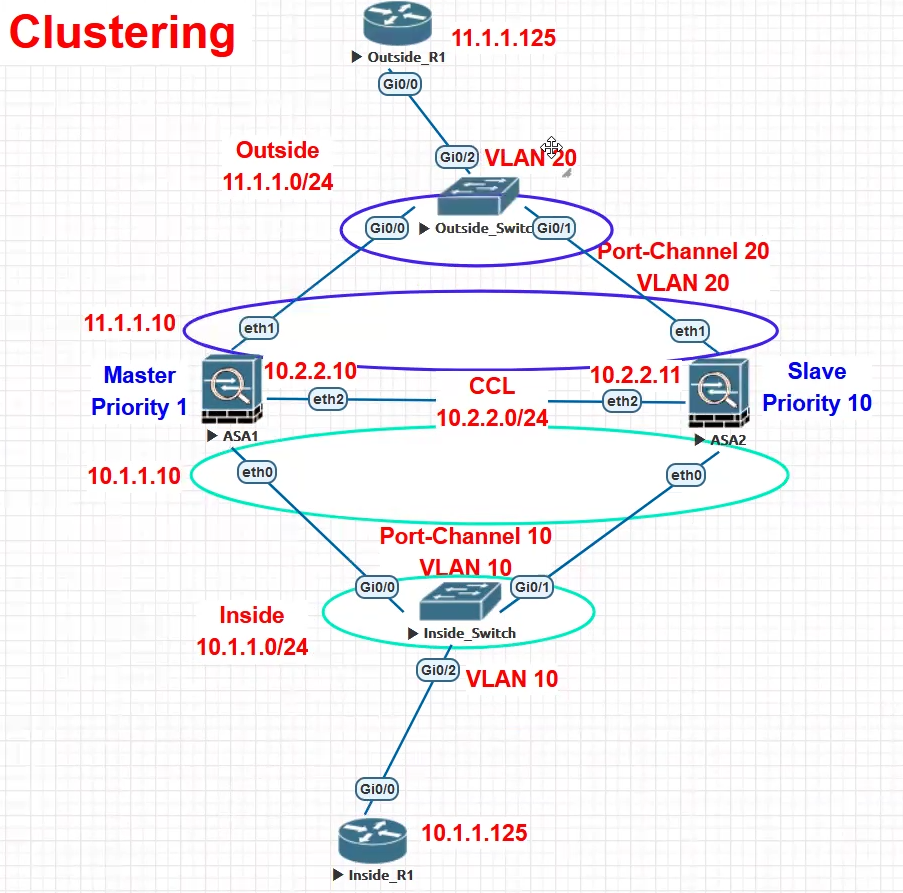 Clustering
11.1.1.125
Outside_R1
Gi0/0
Gi0/2
VLAN 20
Outside
11.1.1.0/24
Gi0/0
Outside_Switc
Gi0/1
Port-Channel 20
VLAN 20
11.1.1.10
eth1
eth1
Master
Priority 1
10.2.2.10
eth2
CCL
10.2.2.0/24
10.2.2.11
eth2
Slave
Priority 10
ASA1
ASA2
10.1.1.10
eth0
eth0
Port-Channel 10
VLAN 10
Gi0/0
Gi0/1
Inside
10.1.1.0/24
Inside_Switch
Gi0/2
VLAN 10
Gi0/0
10.1.1.125
Inside_R1